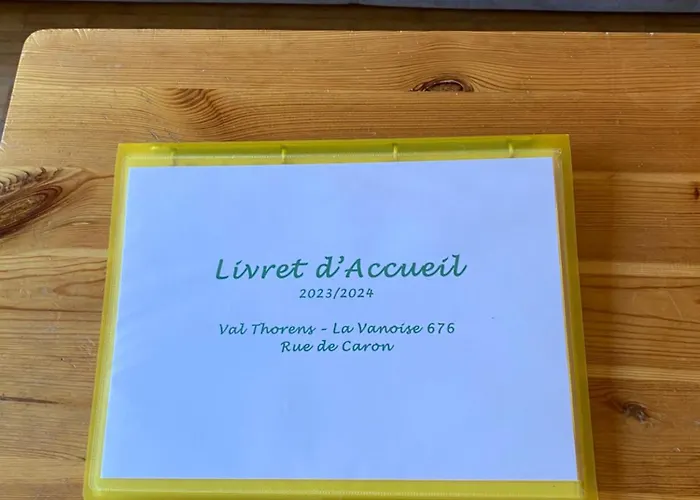 Livret d'Accueil
2023/2024
Val Thorens - La Vanoise 676
Rue de Caron